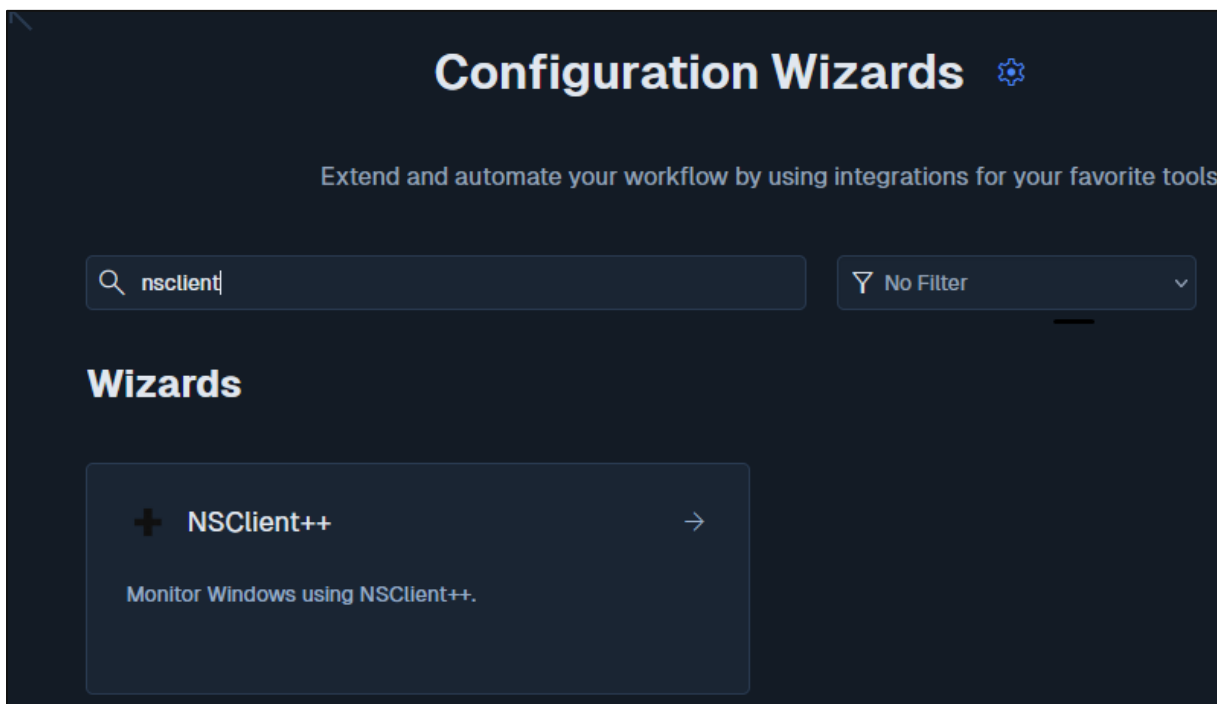 Configuration Wizards
Extend and automate your workflow by using integrations for your favorite tools
nsclient
No Filter
Wizards
NSClient++
Monitor Windows using NSClient++.